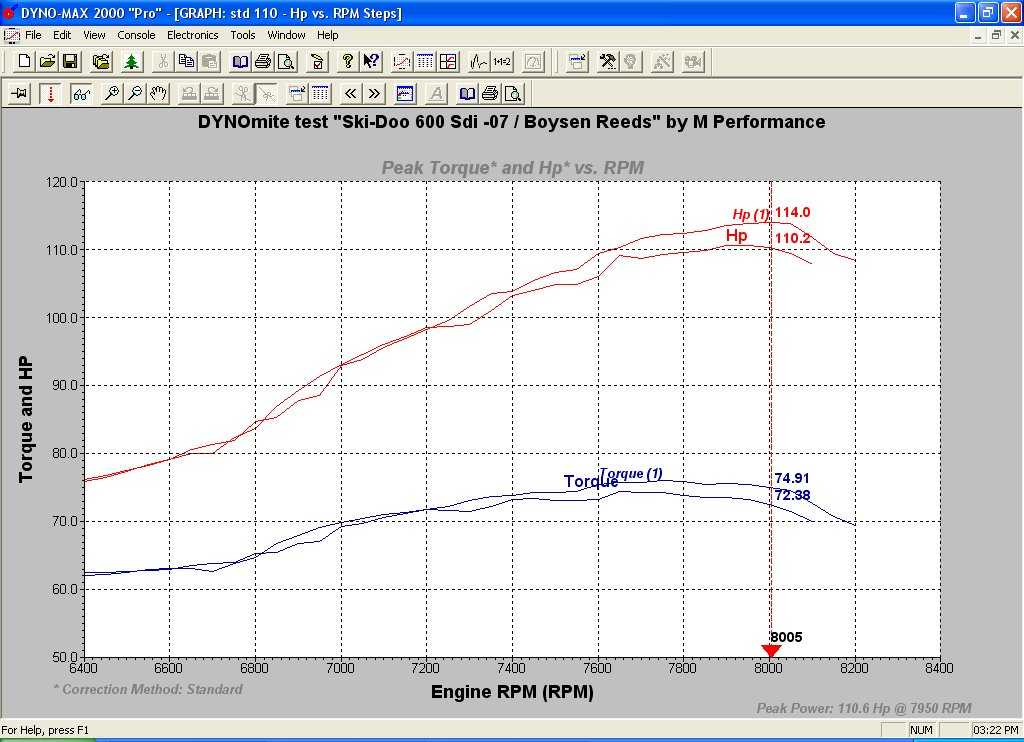 DYNO-MAX 2000 "Pro" - [GRAPH: std 110 - Hp vs. RPM Steps]
File Edit View Console Electronics Tools Window Help
1+1=2
A
DYNOmite test "Ski-Doo 600 Sdi -07 / Boysen Reeds" by M Performance
Peak Torque* and Hp* vs. RPM
120.0
Hp (1) 114.0
Hp 110.2
110.0
100.0
90.0
Torque and HP
80.0
Torque (1) 74.91
Torque 72.38
70.0
60.0
8005
50.0
6400 6600 6800 7000 7200 7400 7600 7800 8000 8200 8400
* Correction Method: Standard
Engine RPM (RPM)
Peak Power: 110.6 Hp @ 7950 RPM
For Help, press F1 NUM 03:22 PM